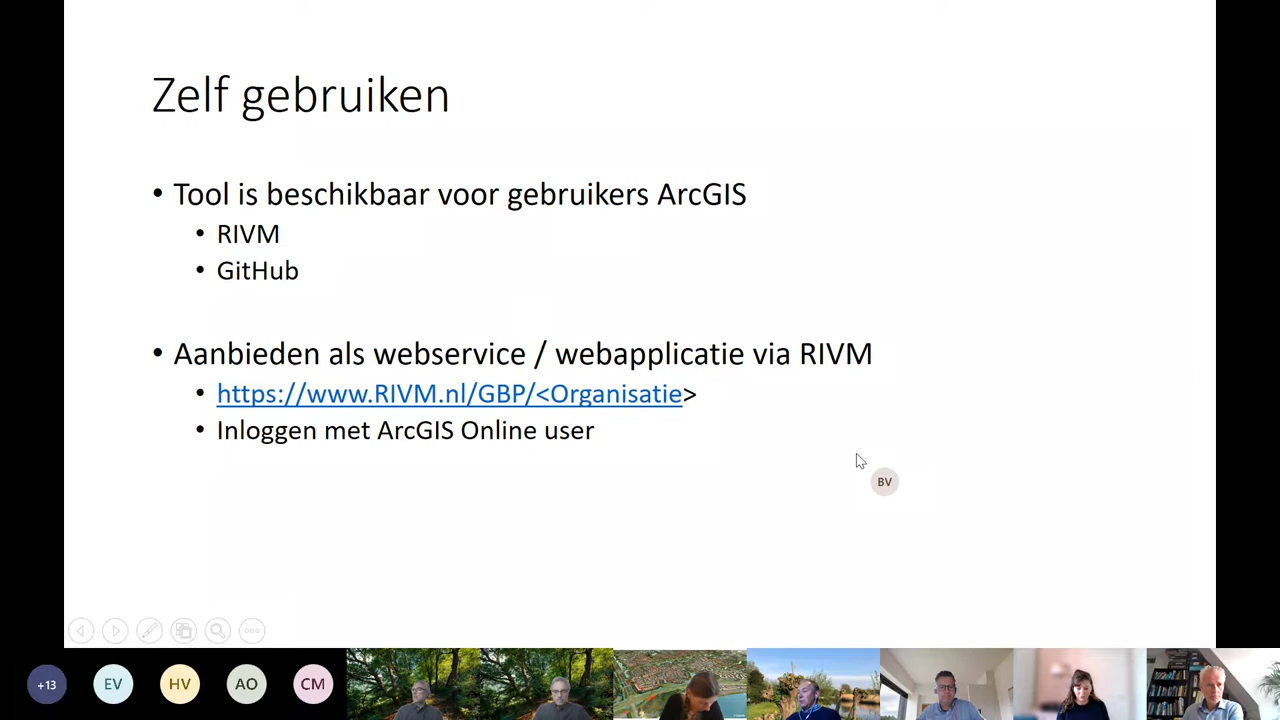 Zelf gebruiken
• Tool is beschikbaar voor gebruikers ArcGIS
• RIVM
• GitHub
• Aanbieden als webservice / webapplicatie via RIVM
• https://www.RIVM.nl/GBP/<Organisatie>
• Inloggen met ArcGIS Online user
BV
+13 EV HV AO CM